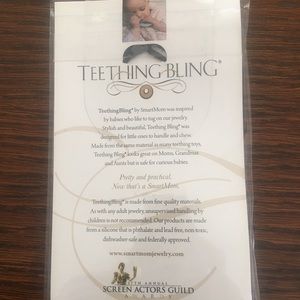 TEETHING BLING®
TeethingBling® by SmartMom was inspired
by babies who like to tug on our jewelry.
Stylish and beautiful, Teething Bling® was
designed for little ones to handle and chew.
Made from the same material as many teething toys,
Teething Bling® looks great on Moms, Grandmas
and Aunts but is safe for curious babies.
Pretty and practical.
Now that's a SmartMom.
TeethingBling® is made from fine quality materials.
As with any adult jewelry, unsupervised handling by
children is not recommended. Our products are made
from a silicone that is phthalate and lead free, non-toxic,
dishwasher safe and federally approved.
www.smartmomjewelry.com
ANNUAL
SCREEN ACTORS GUILD
AWARDS